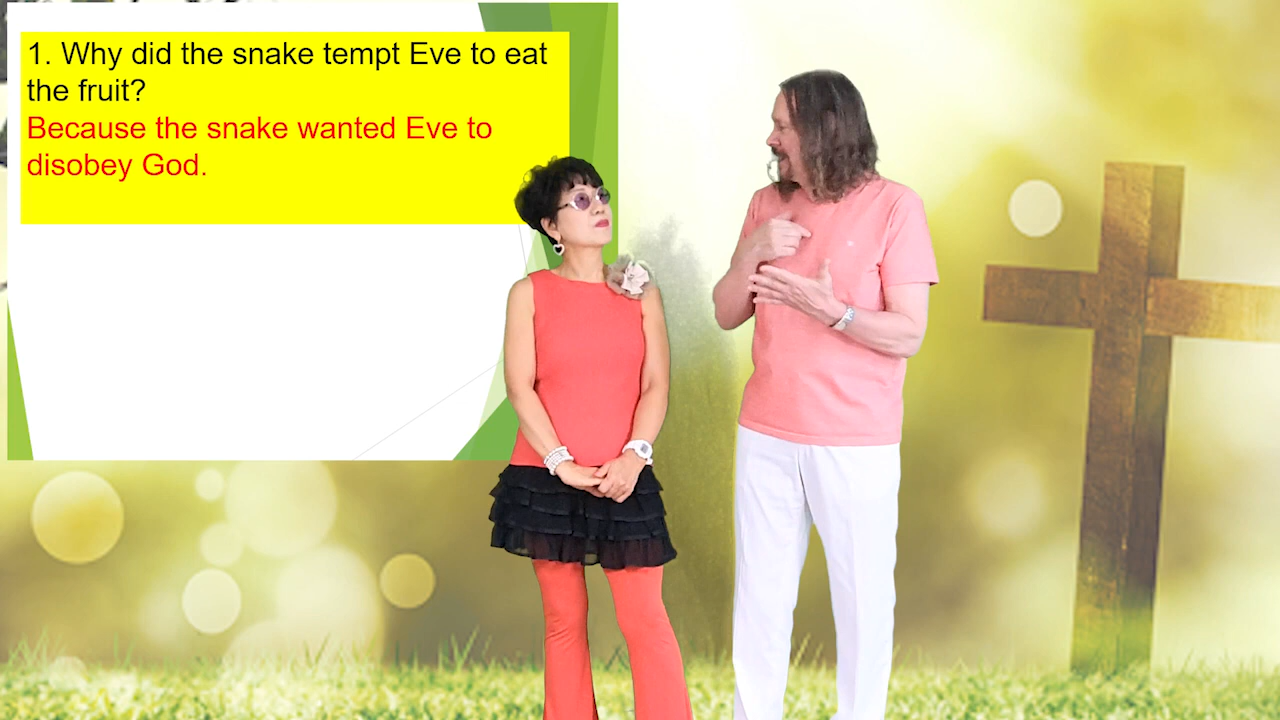 1. Why did the snake tempt Eve to eat
the fruit?
Because the snake wanted Eve to
disobey God.